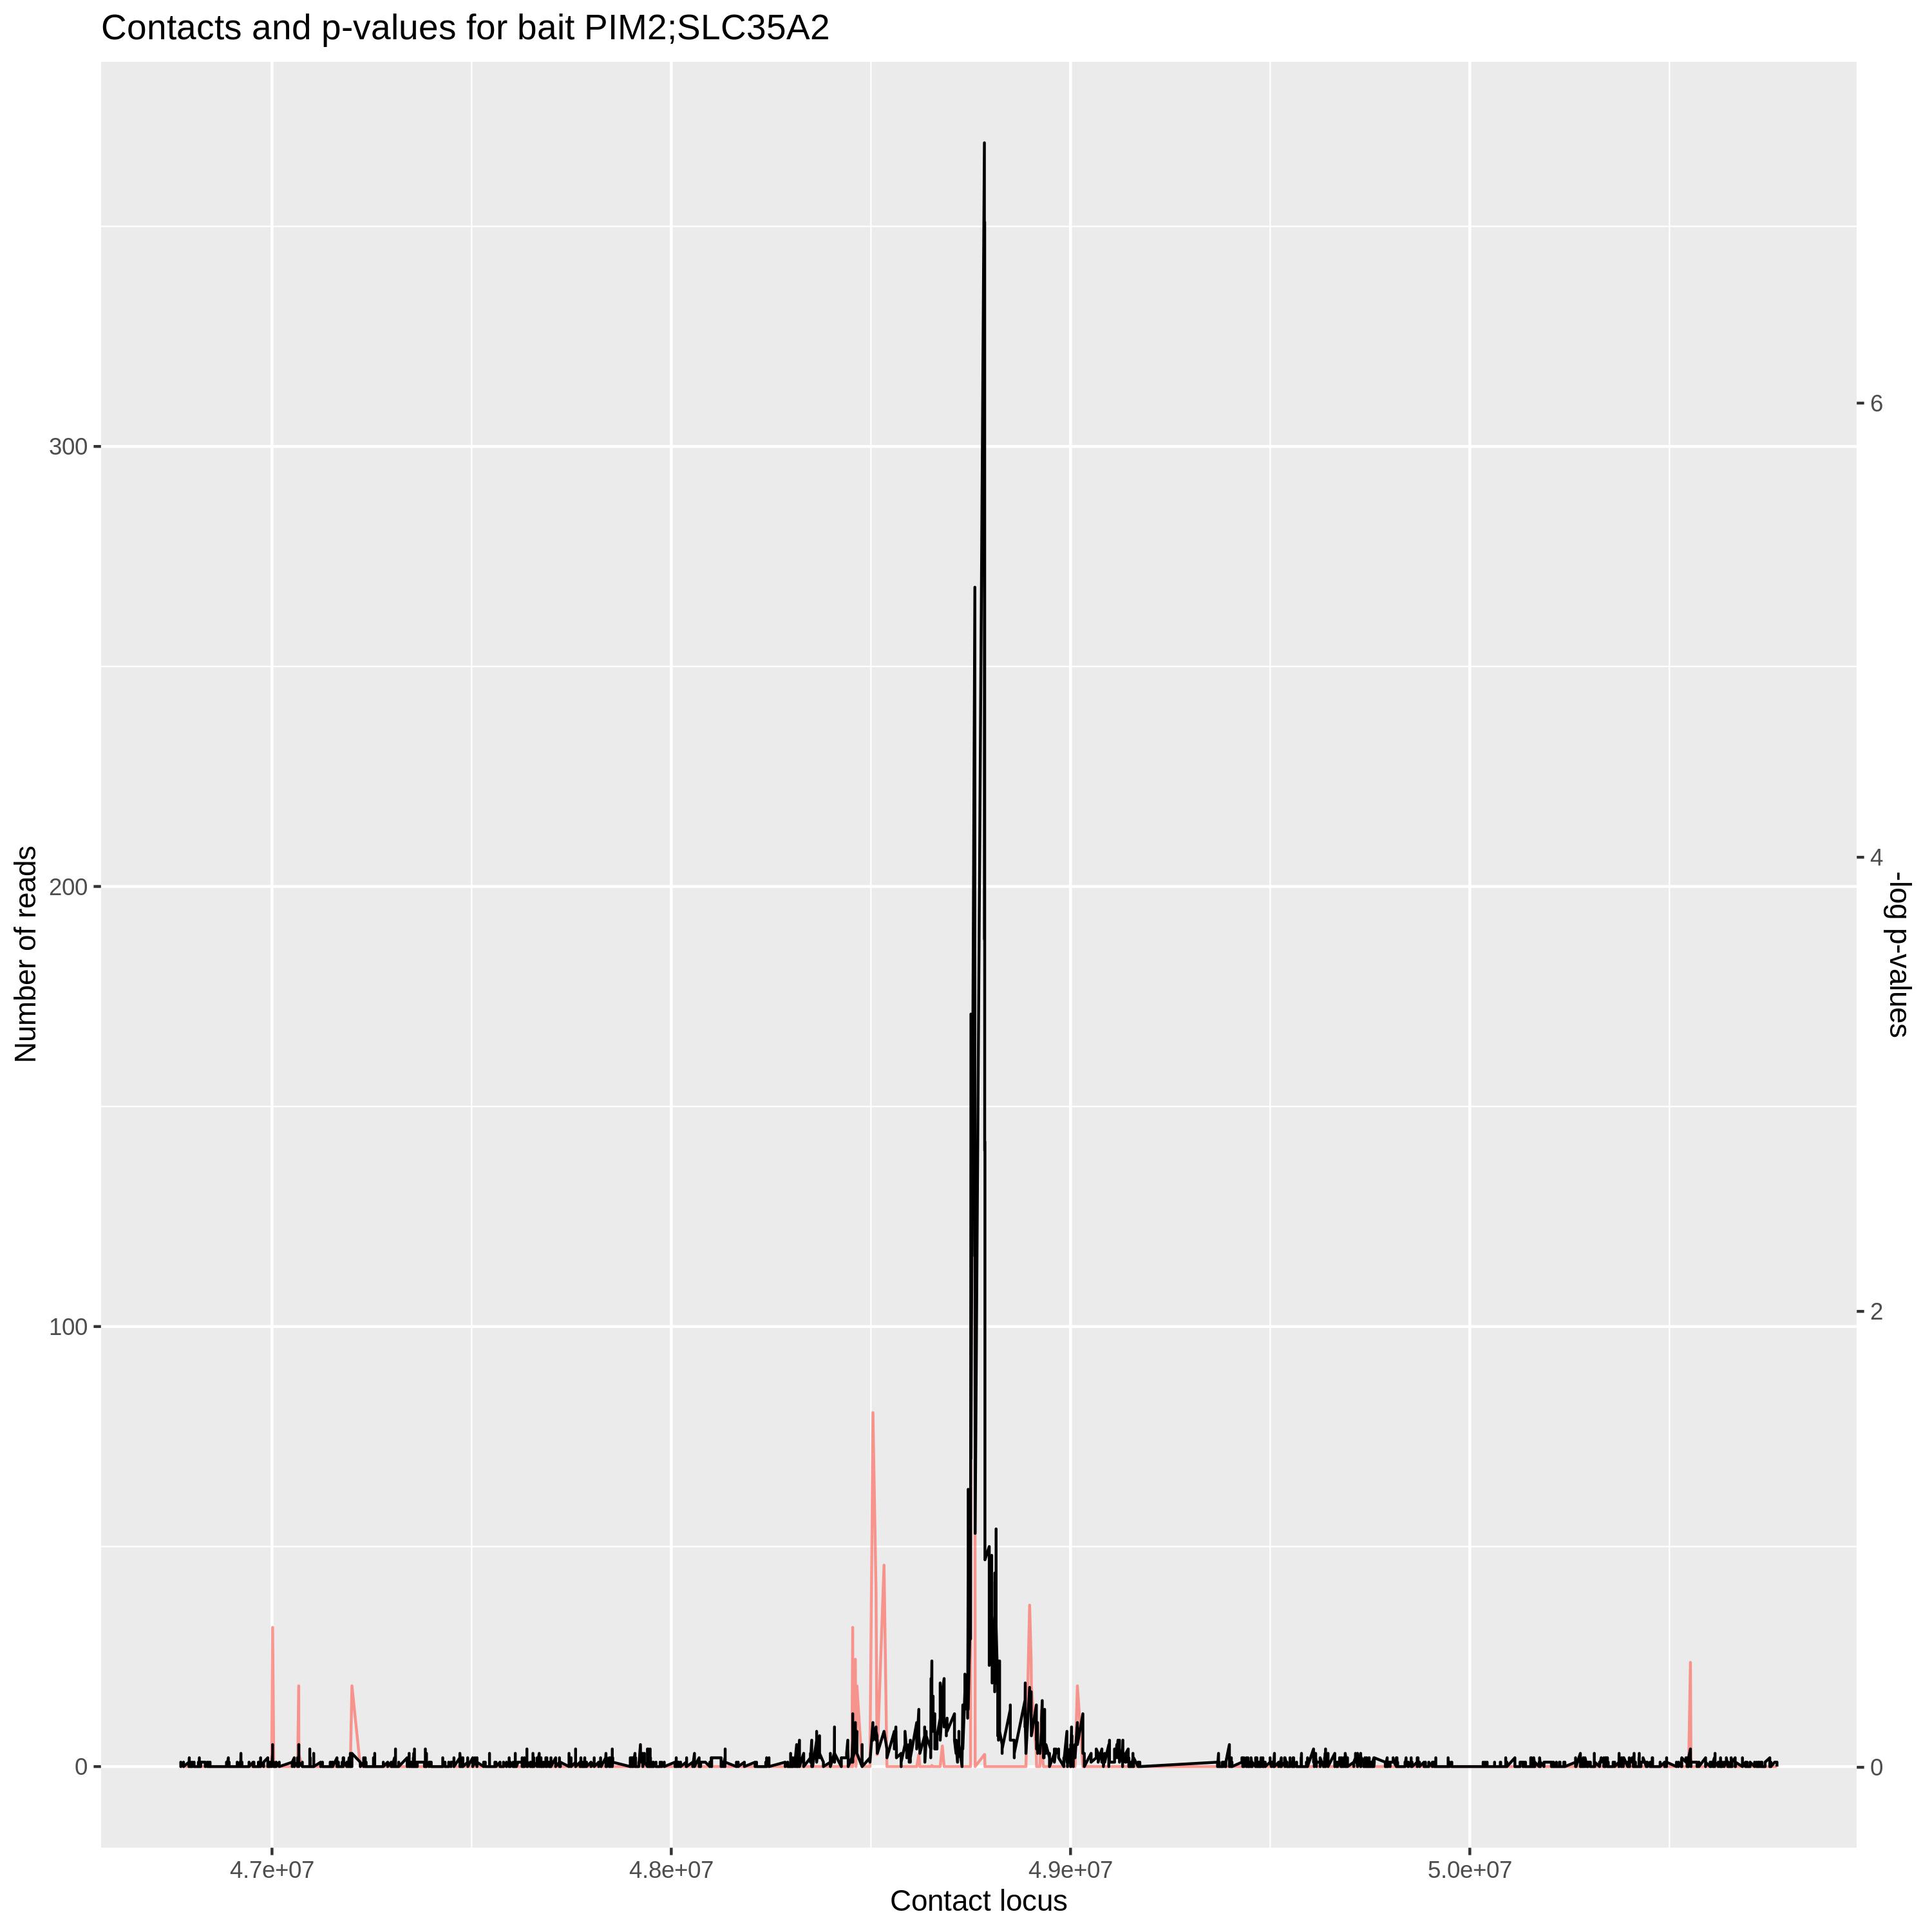 Contacts and p-values for bait PIM2;SLC35A2
300
200
100
0
Number of reads
6
4
2
0
-log p-values
4.7e+07
4.8e+07
4.9e+07
5.0e+07
Contact locus